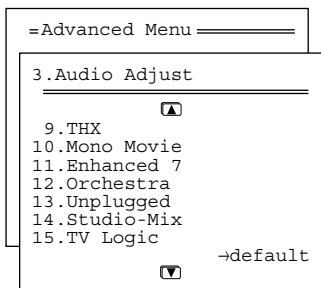 Advanced Menu
3.Audio Adjust
9.THX
10.Mono Movie
11.Enhanced 7
12.Orchestra
13.Unplugged
14.Studio-Mix
15.TV Logic
→default